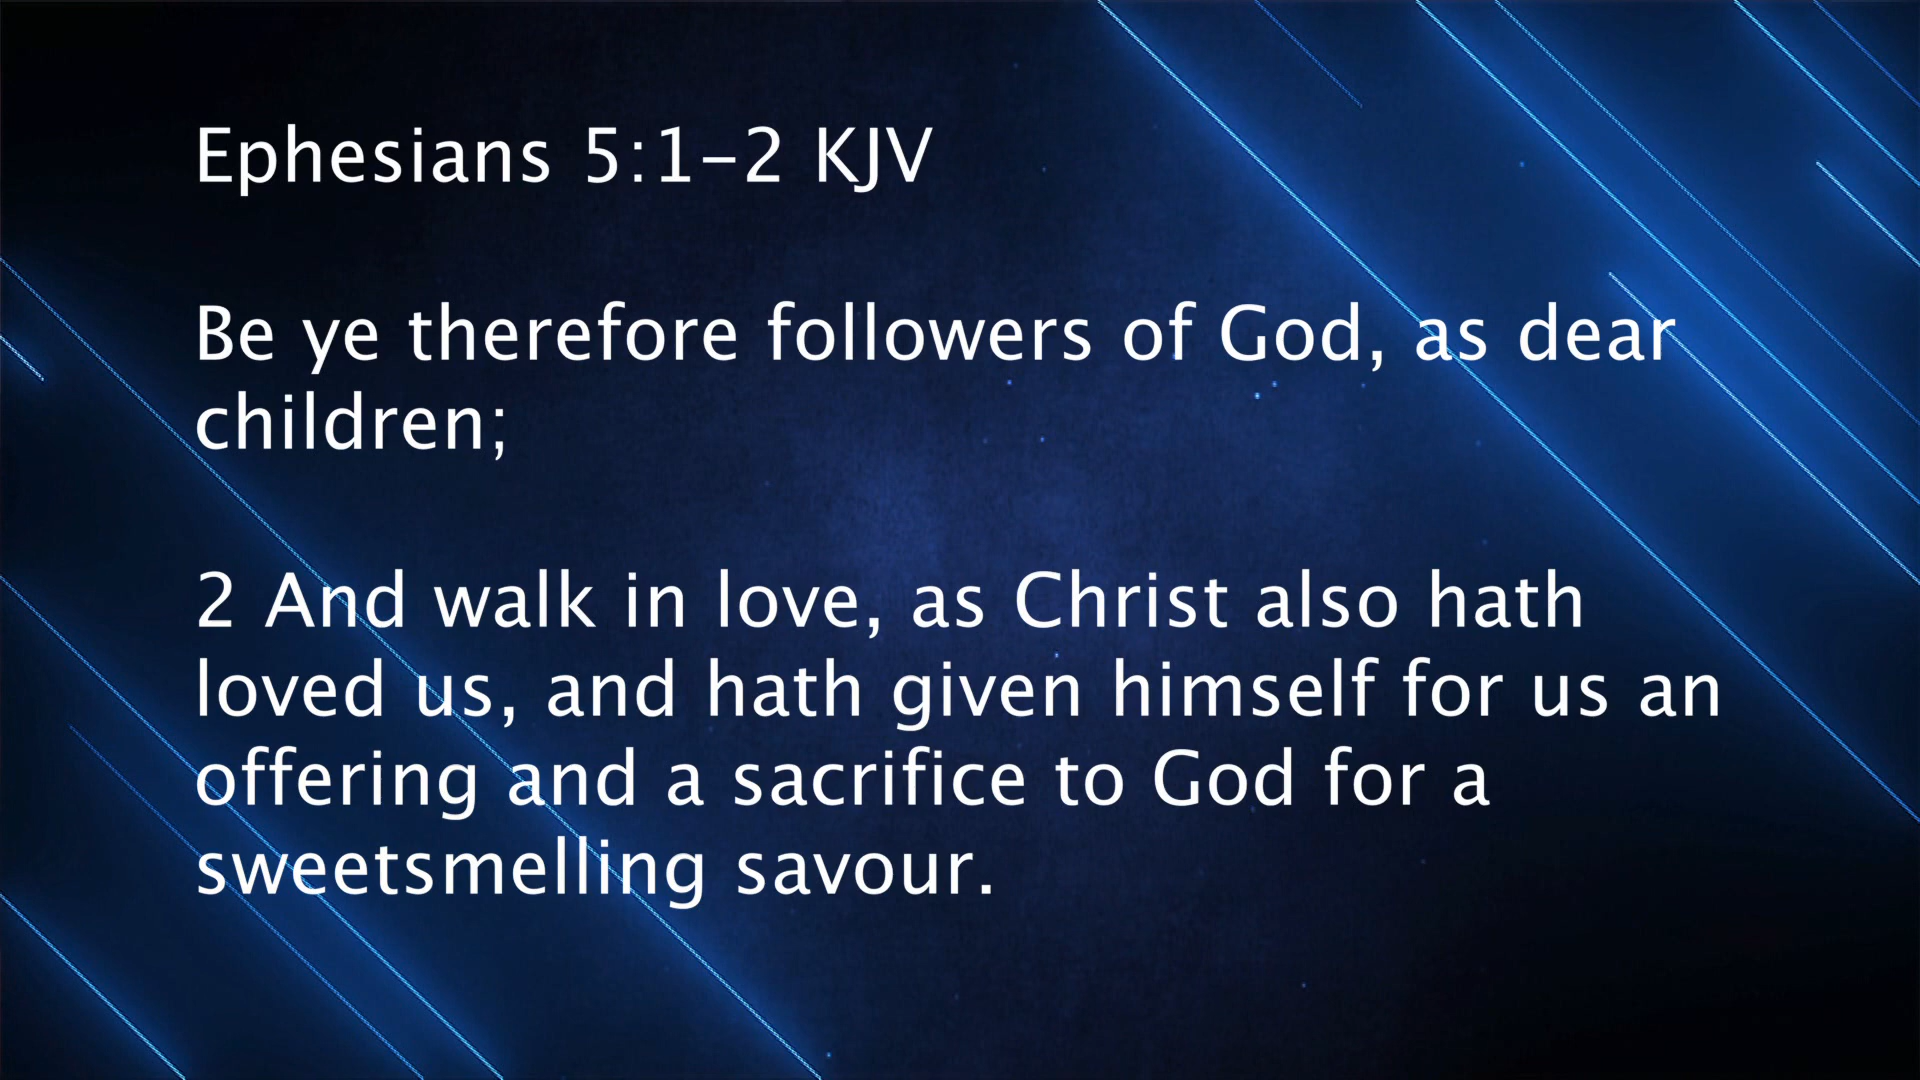 Ephesians 5:1-2 KJV
Be ye therefore followers of God, as dear
children;
2 And walk in love, as Christ also hath
loved us, and hath given himself for us an
offering and a sacrifice to God for a
sweetsmelling savour.